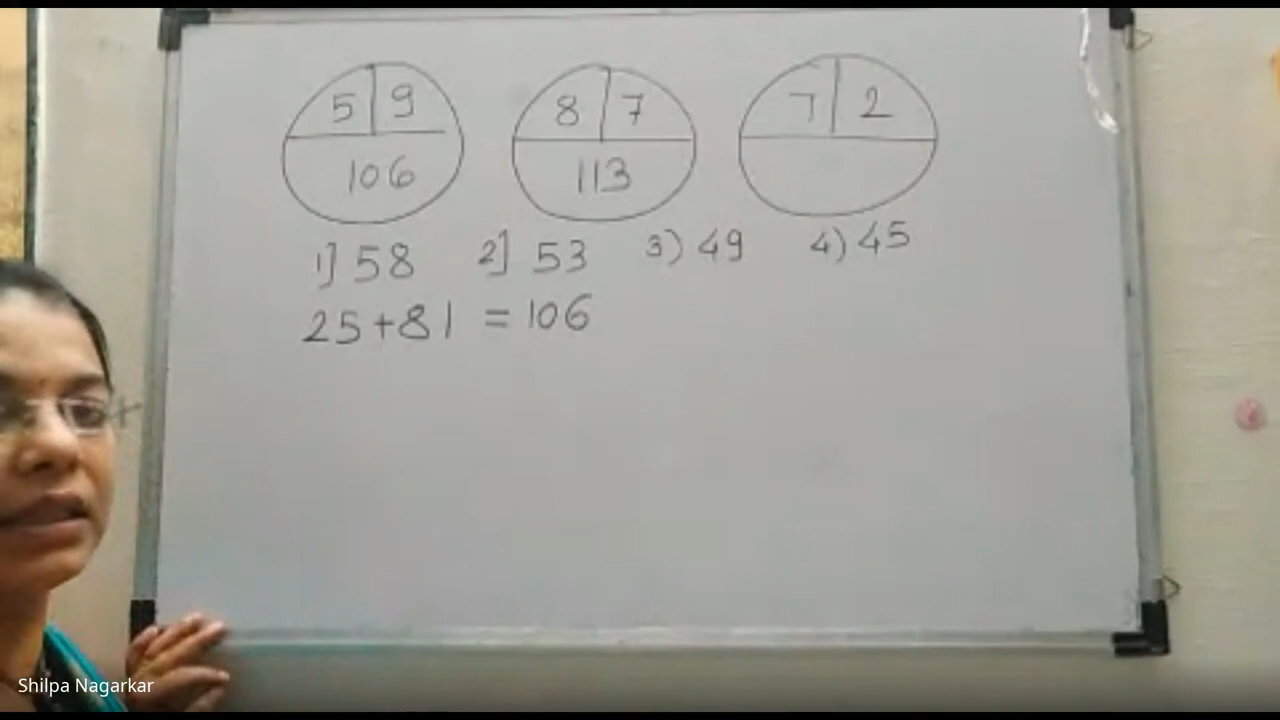 5 9 8 7 7 2
106 113
1] 58 2] 53 3) 49 4) 45
25+81 = 106
Shilpa Nagarkar